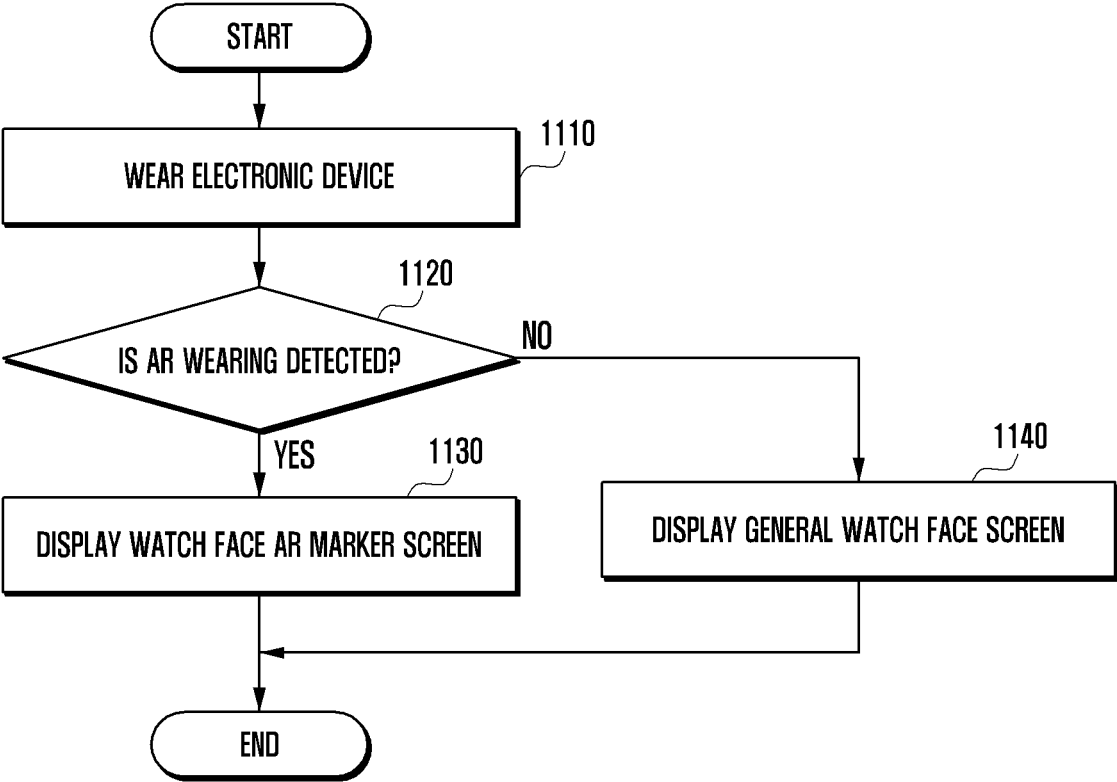 START
1110
WEAR ELECTRONIC DEVICE
1120
IS AR WEARING DETECTED?
NO
YES
1130
DISPLAY WATCH FACE AR MARKER SCREEN
1140
DISPLAY GENERAL WATCH FACE SCREEN
END